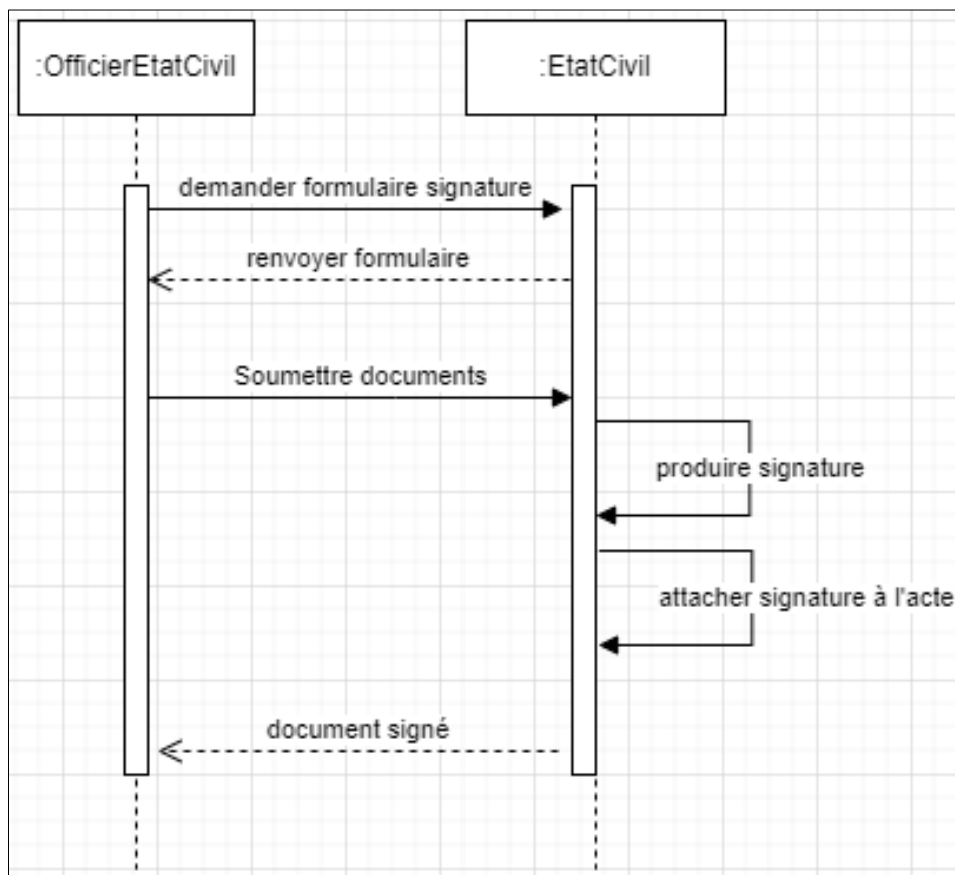 :OfficierEtatCivil
:EtatCivil
demander formulaire signature
renvoyer formulaire
Soumettre documents
produire signature
attacher signature à l'acte
document signé